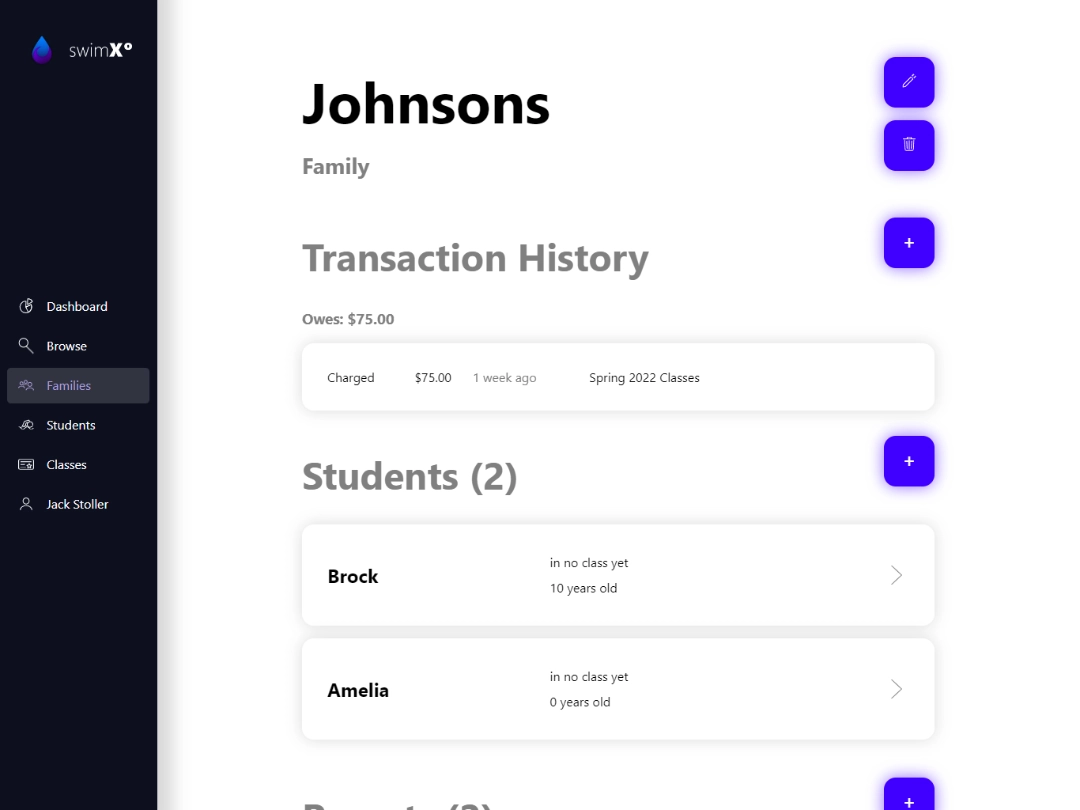 swimXº
Johnsons
Family
Transaction History
+
Owes: $75.00
Charged $75.00 1 week ago Spring 2022 Classes
Dashboard
Browse
Families
Students
Classes
Jack Stoller
Students (2)
+
Brock
in no class yet
10 years old
Amelia
in no class yet
0 years old
+